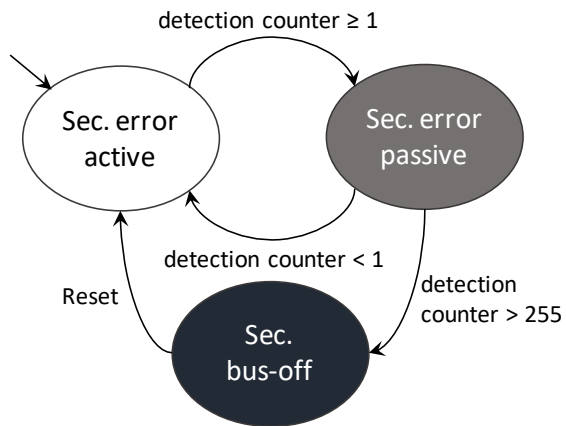 detection counter ≥ 1
Sec. error
active
Sec. error
passive
detection counter < 1
Reset
detection
counter > 255
Sec.
bus-off